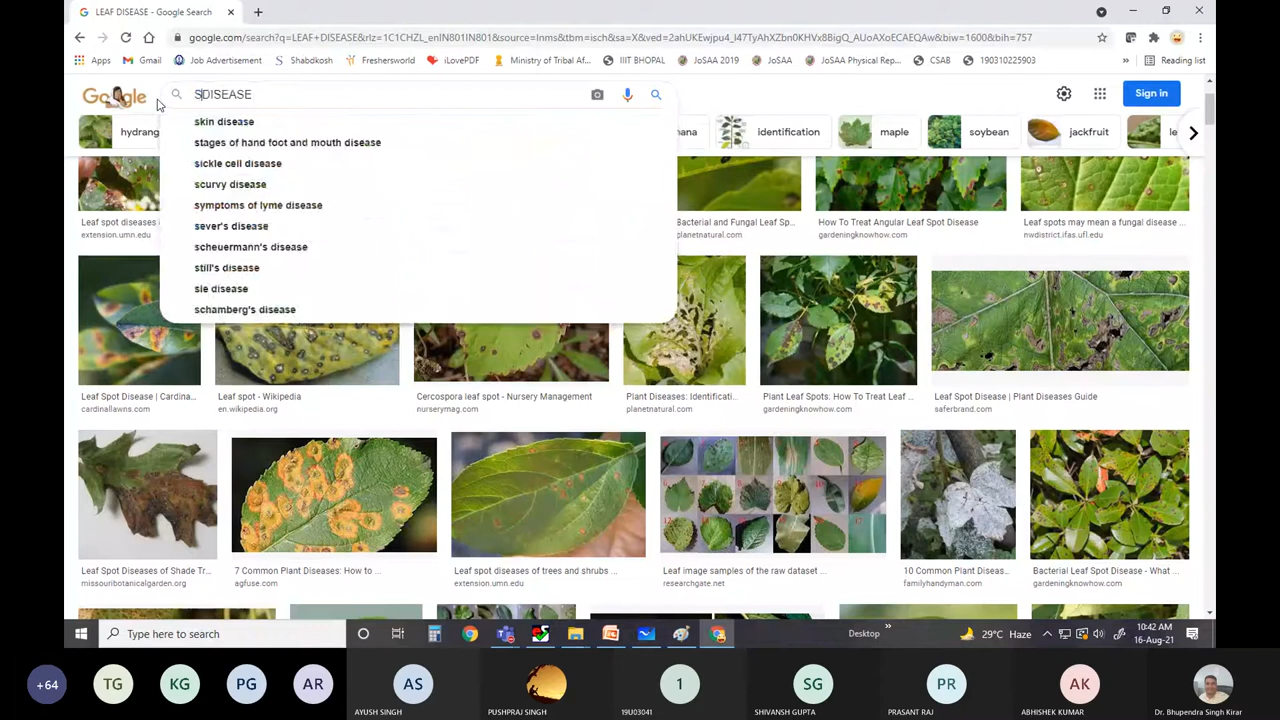 LEAF DISEASE - Google Search
google.com/search?q=LEAF+DISEASE&rlz=1C1CHZL_enIN801IN801&source=lnms&tbm=isch&sa=X&ved=2ahUKEwjpu4_l47TyAhXZbn0KHVx8BigQ_AUoAXoECAEQAw&biw=1600&bih=757
Apps Gmail Job Advertisement Shabdkosh Freshersworld iLovePDF Ministry of Tribal Af... IIIT BHOPAL JoSAA 2019 JoSAA JoSAA Physical Rep... CSAB 190310225903 » Reading list
Google SDISEASE Sign in
skin disease
hydrang
identification maple soybean jackfruit
stages of hand foot and mouth disease
sickle cell disease
scurvy disease
symptoms of lyme disease
sever's disease
scheuermann's disease
still's disease
sle disease
schamberg's disease
Leaf spot diseases Bacterial and Fungal Leaf Sp... How To Treat Angular Leaf Spot Disease Leaf spots may mean a fungal disease ...
extension.umn.edu planetnatural.com gardeningknowhow.com nwdistrict.ifas.ufl.edu
Leaf Spot Disease | Cardina... Leaf spot - Wikipedia Cercospora leaf spot - Nursery Management Plant Diseases: Identificati... Plant Leaf Spots: How To Treat Leaf ... Leaf Spot Disease | Plant Diseases Guide
cardinallawns.com en.wikipedia.org nurserymag.com planetnatural.com gardeningknowhow.com saferbrand.com
Leaf Spot Diseases of Shade Tr... 7 Common Plant Diseases: How to ... Leaf spot diseases of trees and shrubs ... Leaf image samples of the raw dataset ... 10 Common Plant Diseas... Bacterial Leaf Spot Disease - What ...
missouribotanicalgarden.org agfuse.com extension.umn.edu researchgate.net familyhandyman.com gardeningknowhow.com
Type here to search Desktop » 29°C Haze 10:42 AM
16-Aug-21
+64 TG KG PG AR AS 1 SG PR AK
AYUSH SINGH PUSHPRAJ SINGH 19U03041 SHIVANSH GUPTA PRASANT RAJ ABHISHEK KUMAR Dr. Bhupendra Singh Kirar